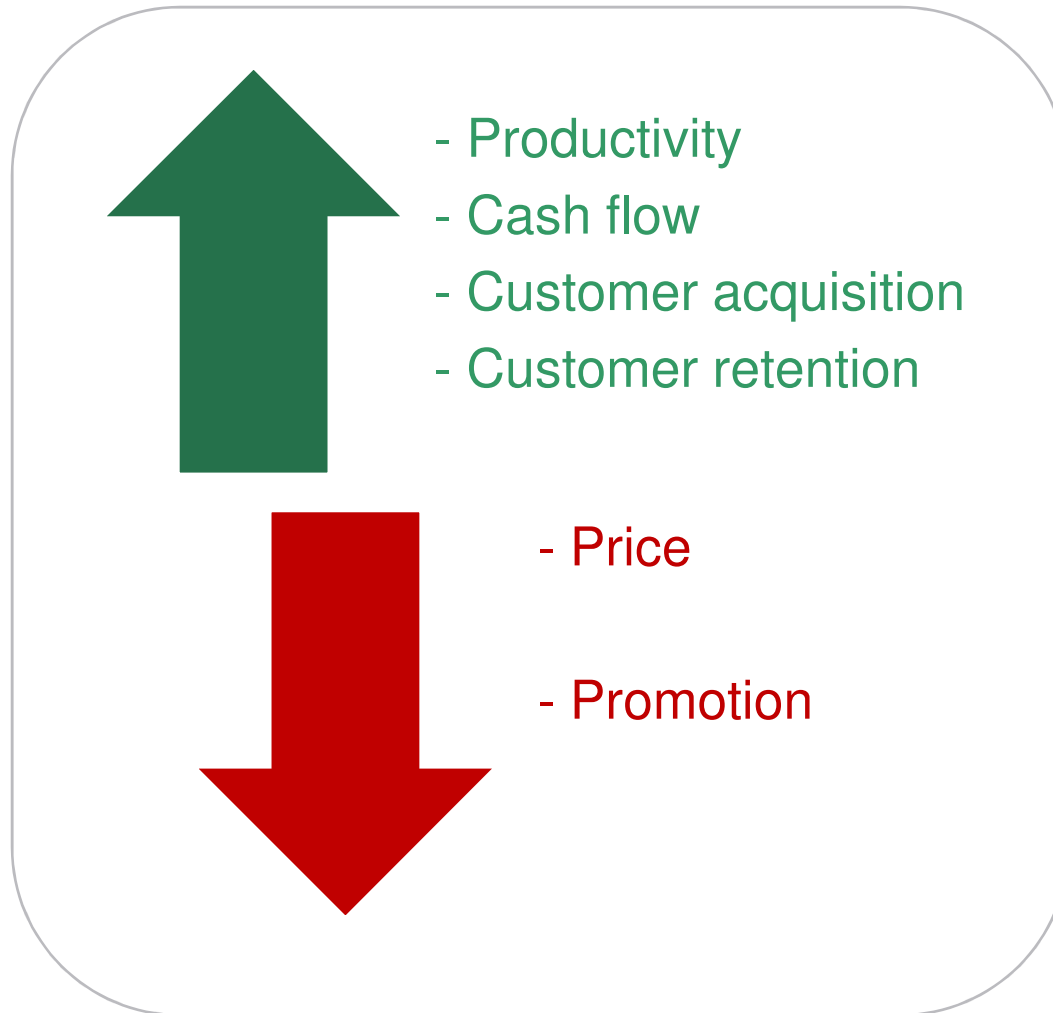 - Productivity
- Cash flow
- Customer acquisition
- Customer retention
- Price
- Promotion